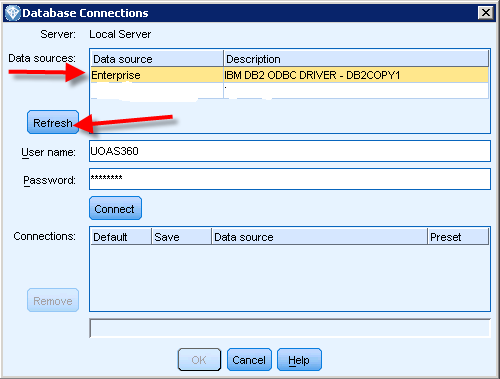 Database Connections
Server: Local Server
Data sources: Data source Description
Enterprise IBM DB2 ODBC DRIVER - DB2COPY1
Refresh
User name: UOAS360
Password: ********
Connect
Connections: Default Save Data source Preset
Remove
OK Cancel Help